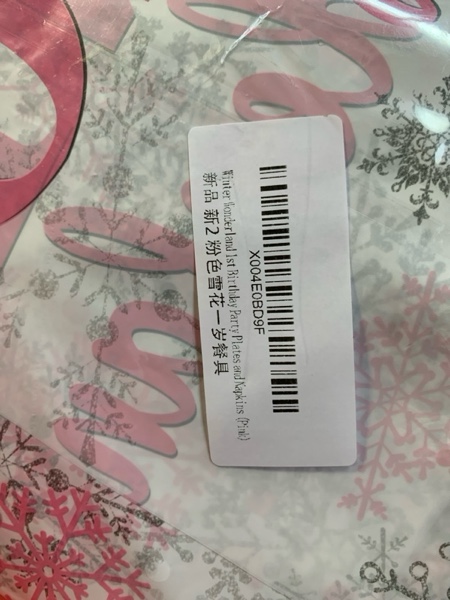 X004E0BD9F
Winter Wonderland 1st Birthday Party Plates and Napkins (Pink)
新品 新2 粉色雪花一岁餐具